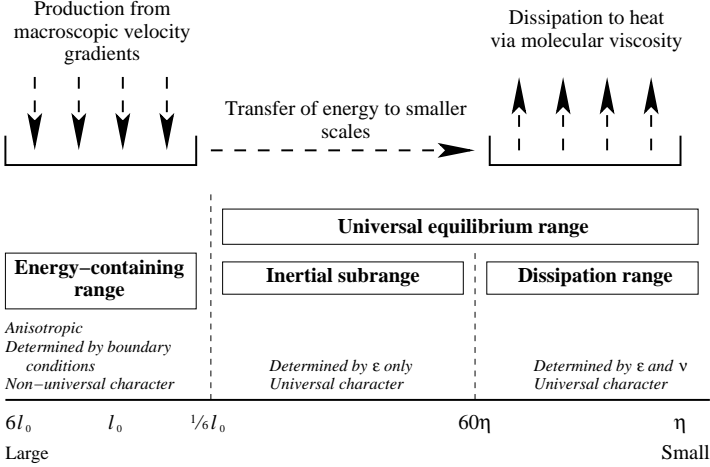 Production from
macroscopic velocity
gradients
Dissipation to heat
via molecular viscosity
Transfer of energy to smaller
scales
Universal equilibrium range
Energy−containing
range
Inertial subrange
Dissipation range
Anisotropic
Determined by boundary
conditions
Non−universal character
Determined by ε only
Universal character
Determined by ε and ν
Universal character
6l₀
l₀
⅙l₀
60η
η
Large
Small